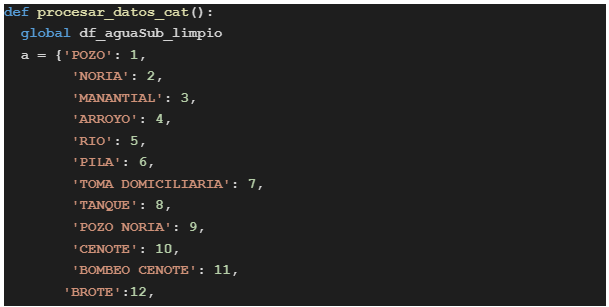 def procesar_datos_cat():
  global df_aguaSub_limpio
  a = {'POZO': 1,
        'NORIA': 2,
        'MANANTIAL': 3,
        'ARROYO': 4,
        'RIO': 5,
        'PILA': 6,
        'TOMA DOMICILIARIA': 7,
        'TANQUE': 8,
        'POZO NORIA': 9,
        'CENOTE': 10,
        'BOMBEO CENOTE': 11,
       'BROTE':12,